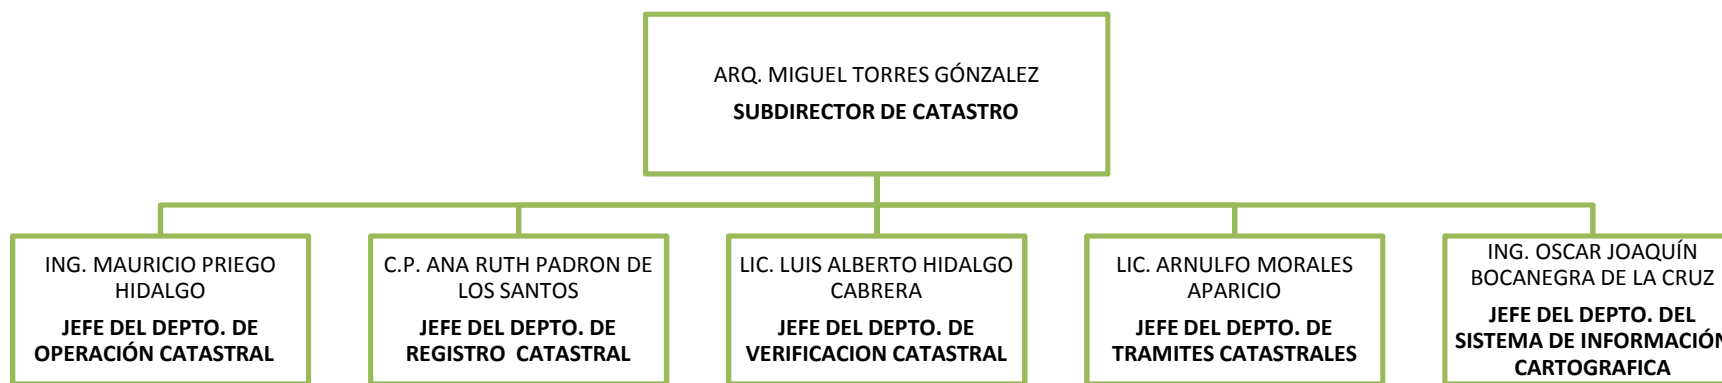 ARQ. MIGUEL TORRES GÓNZALEZ
SUBDIRECTOR DE CATASTRO
ING. MAURICIO PRIEGO
HIDALGO
JEFE DEL DEPTO. DE
OPERACIÓN CATASTRAL
C.P. ANA RUTH PADRON DE
LOS SANTOS
JEFE DEL DEPTO. DE
REGISTRO CATASTRAL
LIC. LUIS ALBERTO HIDALGO
CABRERA
JEFE DEL DEPTO. DE
VERIFICACION CATASTRAL
LIC. ARNULFO MORALES
APARICIO
JEFE DEL DEPTO. DE
TRAMITES CATASTRALES
ING. OSCAR JOAQUÍN
BOCANEGRA DE LA CRUZ
JEFE DEL DEPTO. DEL
SISTEMA DE INFORMACIÓN
CARTOGRAFICA